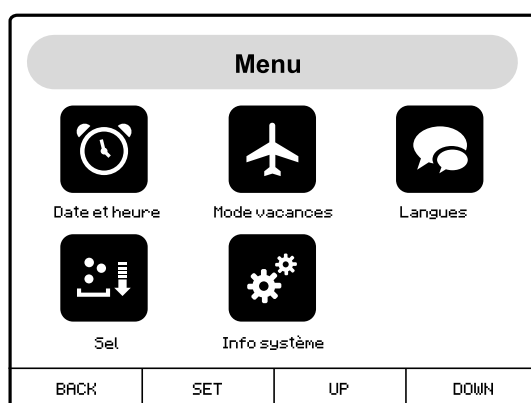 Menu
Date et heure Mode vacances Langues
Sel Info système
BACK SET UP DOWN